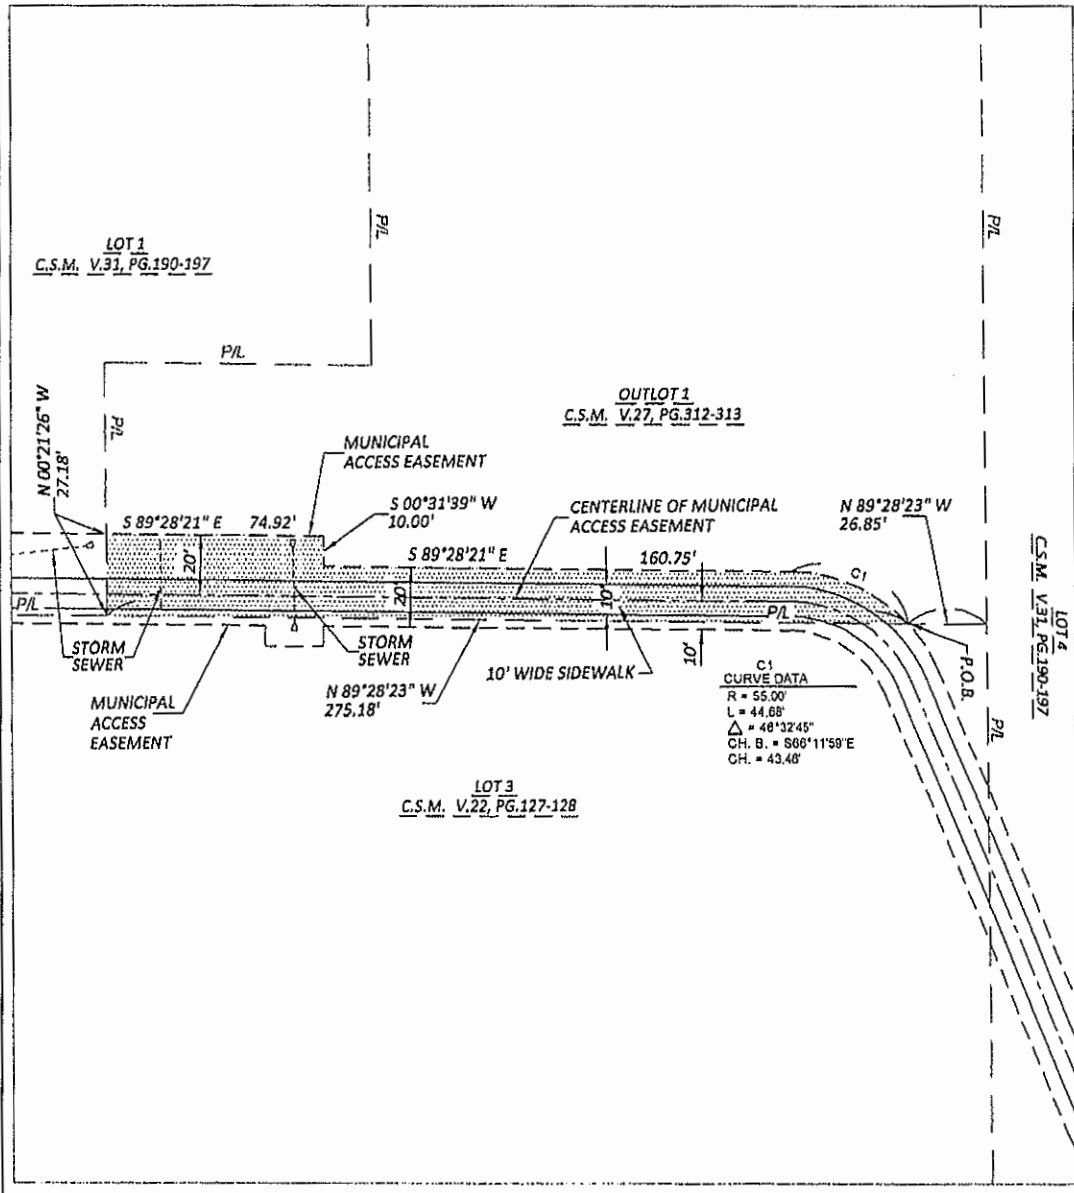 P/L
P/L
LOT 1
C.S.M. V.31, PG.190-197
P/L
P/L
OUTLOT 1
C.S.M. V.27, PG.312-313
N 00°21'26" W
27.18'
MUNICIPAL
ACCESS EASEMENT
S 00°31'39" W
10.00'
CENTERLINE OF MUNICIPAL
ACCESS EASEMENT
N 89°28'23" W
26.85'
S 89°28'21" E 74.92'
S 89°28'21" E 160.75'
C1
LOT 4
C.S.M. V.31, PG.190-197
20'
20'
10'
P/L
P/L
STORM
SEWER
STORM
SEWER
10' WIDE SIDEWALK
10'
P.O.B.
N 89°28'23" W
275.18'
MUNICIPAL
ACCESS
EASEMENT
C1
CURVE DATA
R = 55.00'
L = 44.68'
△ = 46°32'45"
CH. B. = S66°11'59"E
CH. = 43.46'
P/L
LOT 3
C.S.M. V.22, PG.127-128